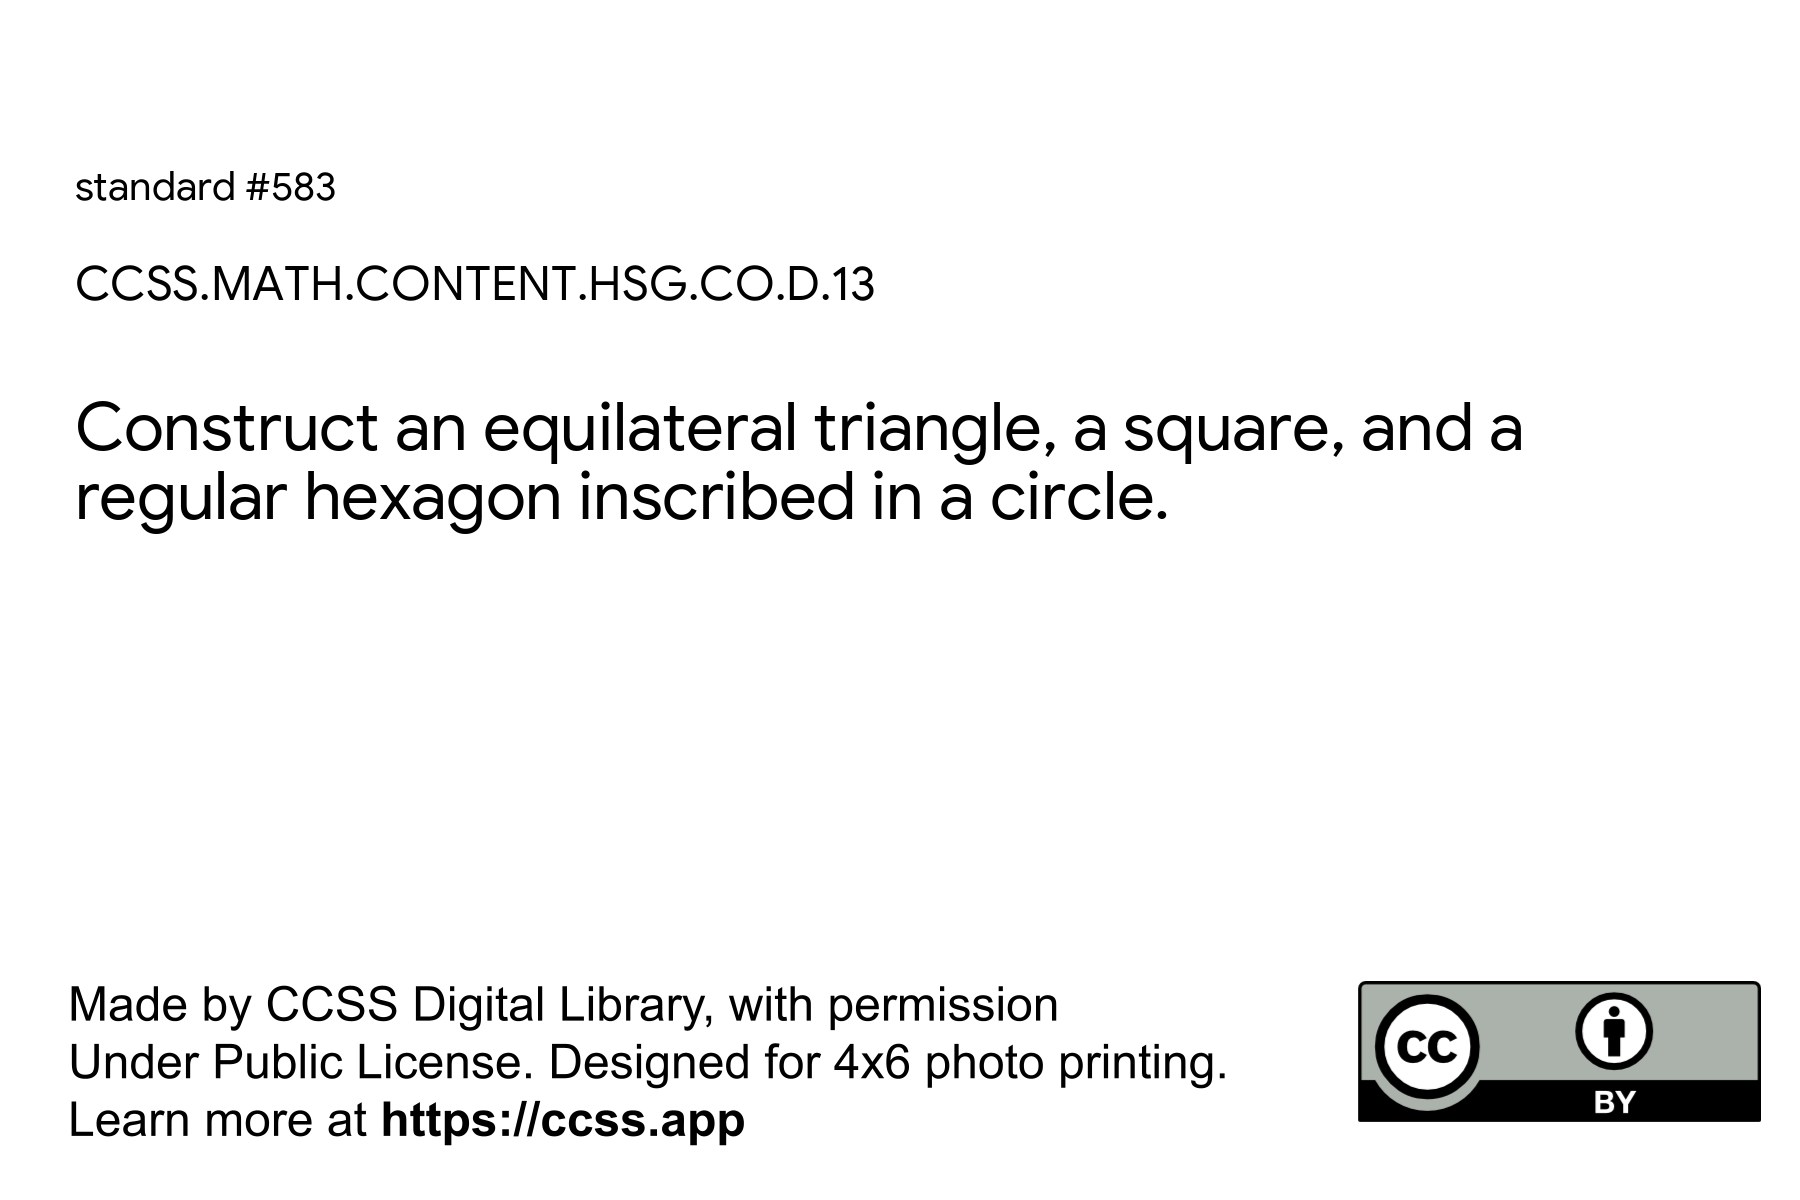 standard #583
CCSS.MATH.CONTENT.HSG.CO.D.13
Construct an equilateral triangle, a square, and a
regular hexagon inscribed in a circle.
Made by CCSS Digital Library, with permission
Under Public License. Designed for 4x6 photo printing.
Learn more at https://ccss.app
CC
BY